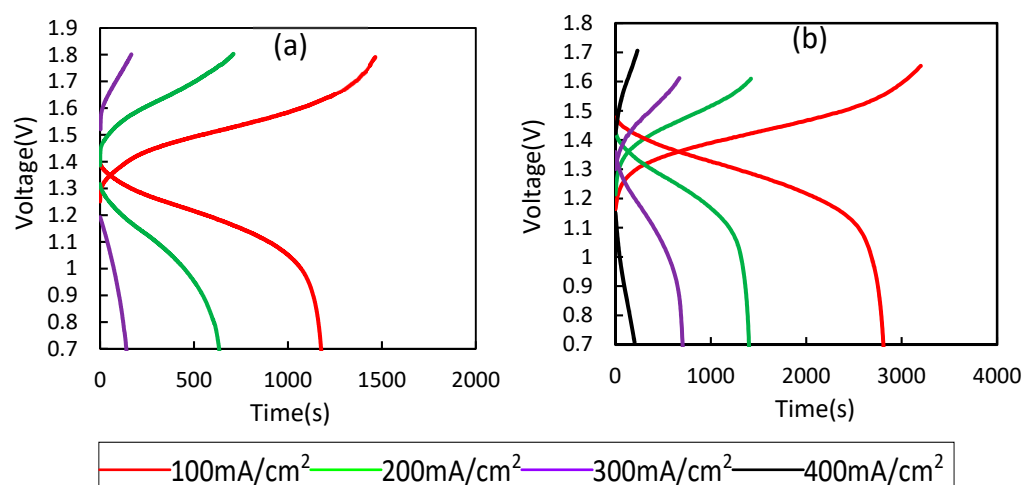 (a)
1.9
1.8
1.7
1.6
1.5
1.4
1.3
1.2
1.1
1
0.9
0.8
0.7
Voltage(V)
0 500 1000 1500 2000
Time(s)
(b)
1.8
1.7
1.6
1.5
1.4
1.3
1.2
1.1
1
0.9
0.8
0.7
Voltage(V)
0 1000 2000 3000 4000
Time(s)
100mA/cm² 200mA/cm² 300mA/cm² 400mA/cm²